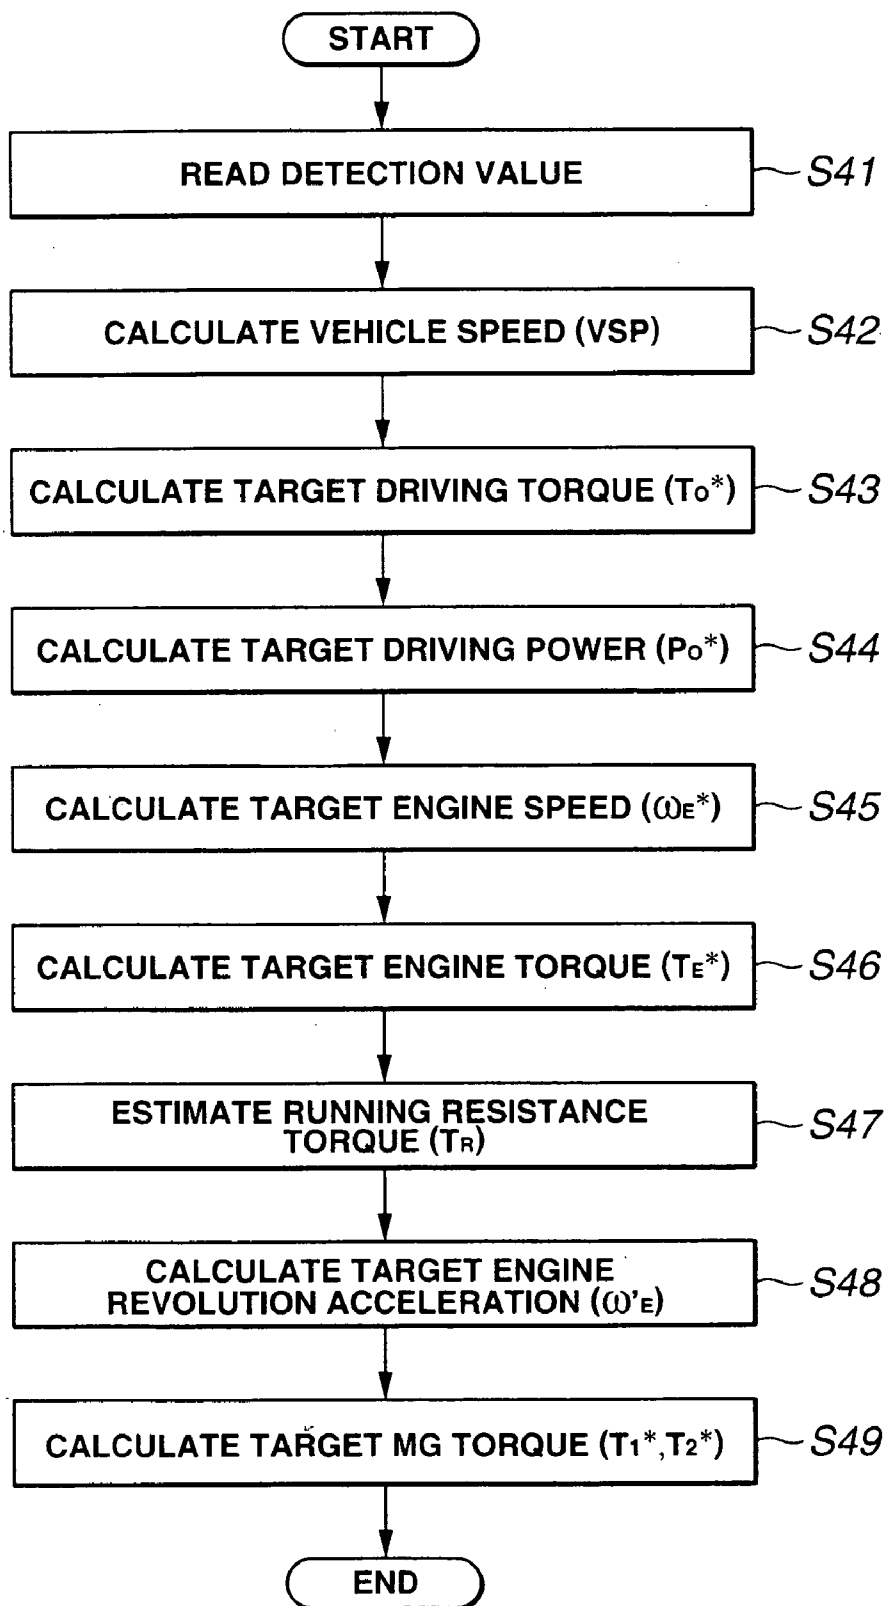 START
READ DETECTION VALUE
S41
CALCULATE VEHICLE SPEED (VSP)
S42
CALCULATE TARGET DRIVING TORQUE (To*)
S43
CALCULATE TARGET DRIVING POWER (Po*)
S44
CALCULATE TARGET ENGINE SPEED (ωE*)
S45
CALCULATE TARGET ENGINE TORQUE (TE*)
S46
ESTIMATE RUNNING RESISTANCE
TORQUE (TR)
S47
CALCULATE TARGET ENGINE
REVOLUTION ACCELERATION (ω'E)
S48
CALCULATE TARGET MG TORQUE (T1*,T2*)
S49
END